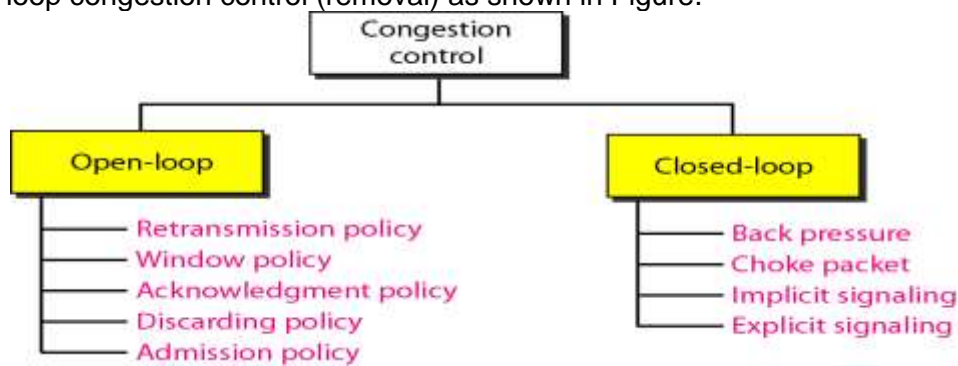 loop congestion control (removal) as shown in Figure.
Congestion
control
Open-loop
Retransmission policy
Window policy
Acknowledgment policy
Discarding policy
Admission policy
Closed-loop
Back pressure
Choke packet
Implicit signaling
Explicit signaling